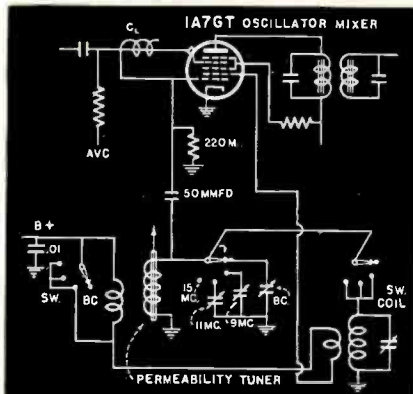 1A7GT OSCILLATOR MIXER
CL
AVC
220M.
50MMFD
B+
.01
SW.
BC
15
MC.
11MC.
9MC
BC
SW.
COIL
PERMEABILITY TUNER